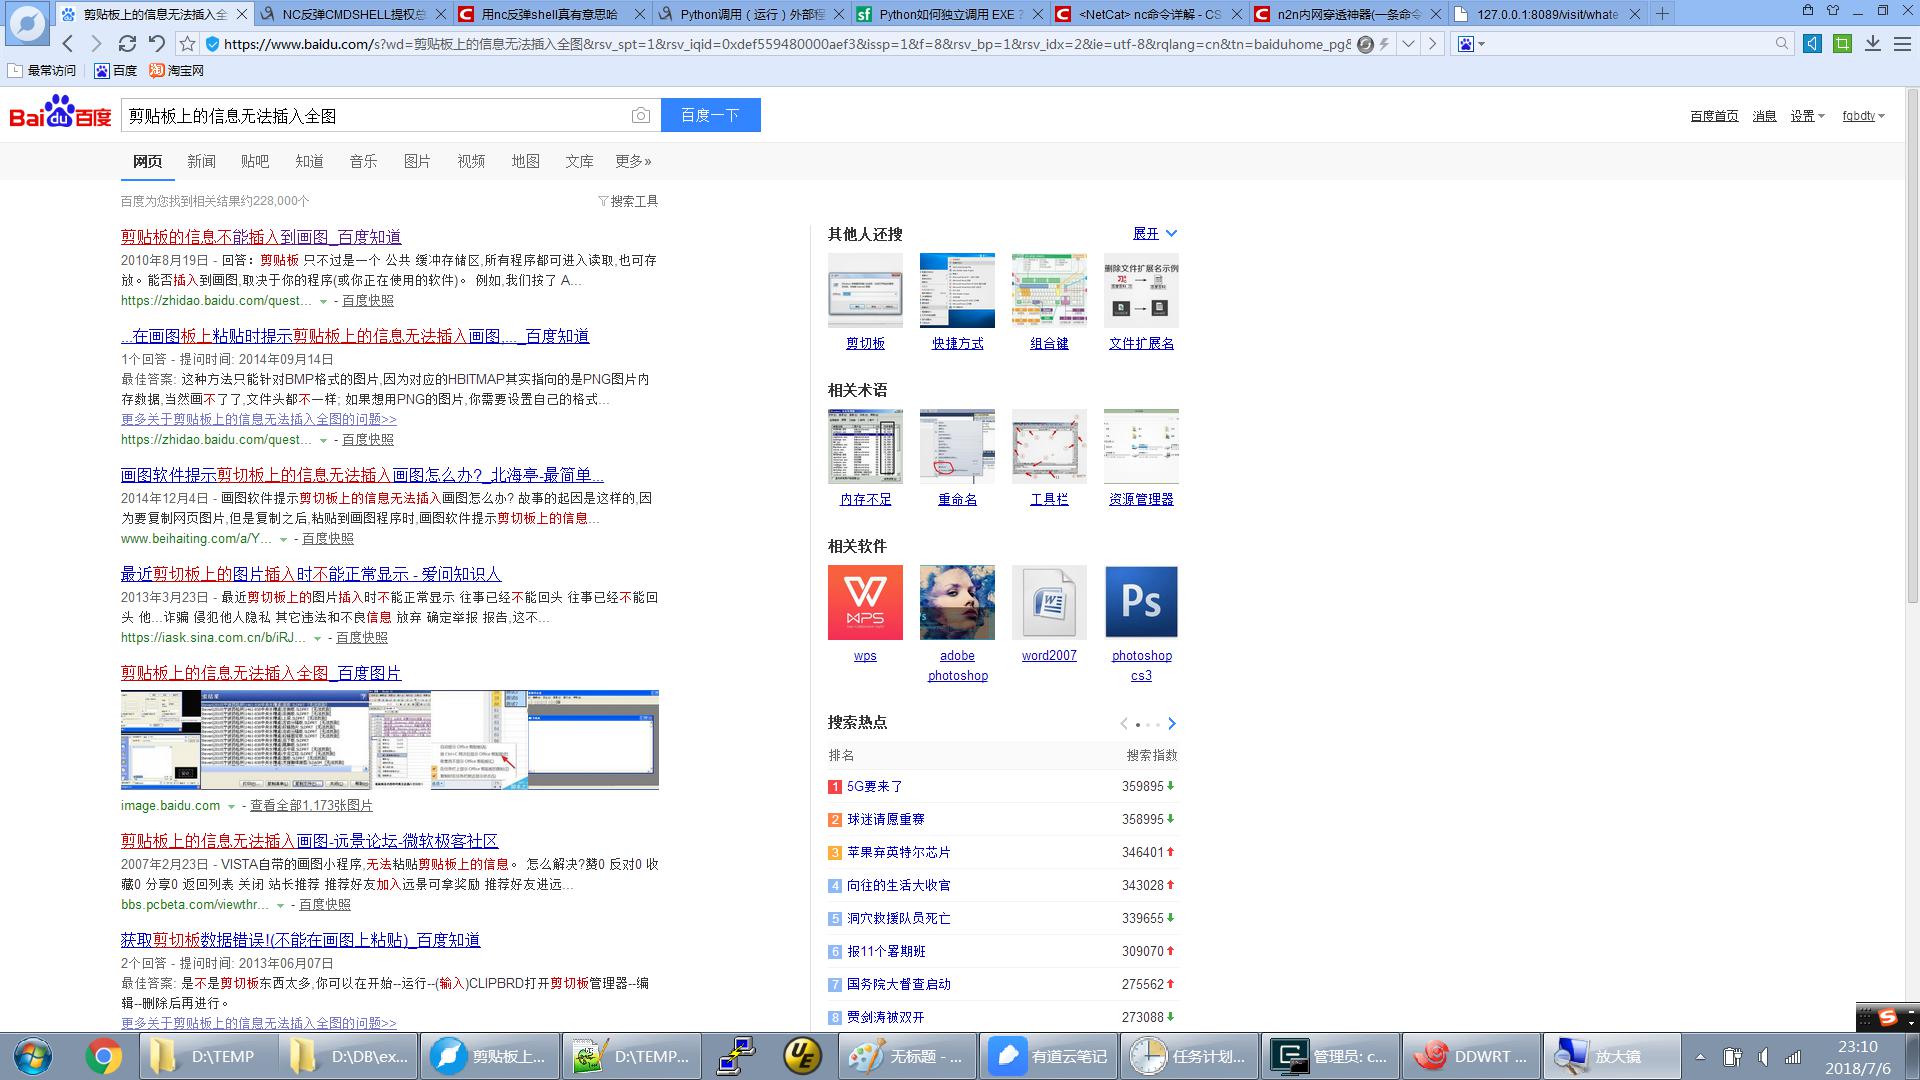 剪贴板上的信息无法插入全
NC反弹CMDSHELL提权总
用nc反弹shell真有意思哈
Python调用（运行）外部程
Python如何独立调用 EXE ?
<NetCat> nc命令详解 - CS
n2n内网穿透神器(一条命令
127.0.0.1:8089/visit/whate
https://www.baidu.com/s?wd=剪贴板上的信息无法插入全图&rsv_spt=1&rsv_iqid=0xdef559480000aef3&issp=1&f=8&rsv_bp=1&rsv_idx=2&ie=utf-8&rqlang=cn&tn=baiduhome_pg&
最常访问 百度 淘宝网
Bai du 百度
剪贴板上的信息无法插入全图
百度一下
百度首页 消息 设置 fqbdtv
网页 新闻 贴吧 知道 音乐 图片 视频 地图 文库 更多»
百度为您找到相关结果约228,000个
搜索工具
剪贴板的信息不能插入到画图_百度知道
2010年8月19日 - 回答：剪贴板 只不过是一个 公共 缓冲存储区,所有程序都可进入读取,也可存
放。能否插入到画图,取决于你的程序(或你正在使用的软件)。 例如,我们按了 A...
https://zhidao.baidu.com/quest... - 百度快照
...在画图板上粘贴时提示剪贴板上的信息无法插入画图,..._百度知道
1个回答 - 提问时间: 2014年09月14日
最佳答案: 这种方法只能针对BMP格式的图片,因为对应的HBITMAP其实指向的是PNG图片内
存数据,当然画不了了,文件头都不一样; 如果想用PNG的图片,你需要设置自己的格式...
更多关于剪贴板上的信息无法插入全图的问题>>
https://zhidao.baidu.com/quest... - 百度快照
画图软件提示剪切板上的信息无法插入画图怎么办?_北海亭-最简单...
2014年12月4日 - 画图软件提示剪切板上的信息无法插入画图怎么办? 故事的起因是这样的,因
为要复制网页图片,但是复制之后,粘贴到画图程序时,画图软件提示剪切板上的信息...
www.beihaiting.com/a/Y... - 百度快照
最近剪切板上的图片插入时不能正常显示 - 爱问知识人
2013年3月23日 - 最近剪切板上的图片插入时不能正常显示 往事已经不能回头 往事已经不能回
头 他...诈骗 侵犯他人隐私 其它违法和不良信息 放弃 确定举报 报告,这不...
https://iask.sina.com.cn/b/iRJ... - 百度快照
剪贴板上的信息无法插入全图_百度图片
image.baidu.com - 查看全部1,173张图片
剪贴板上的信息无法插入画图-远景论坛-微软极客社区
2007年2月23日 - VISTA自带的画图小程序,无法粘贴剪贴板上的信息。 怎么解决?赞0 反对0 收
藏0 分享0 返回列表 关闭 站长推荐 推荐好友加入远景可拿奖励 推荐好友进远...
bbs.pcbeta.com/viewthr... - 百度快照
获取剪切板数据错误!(不能在画图上粘贴)_百度知道
2个回答 - 提问时间: 2013年06月07日
最佳答案: 是不是剪切板东西太多,你可以在开始--运行--(输入)CLIPBRD打开剪切板管理器--编
辑--删除后再进行。
更多关于剪贴板上的信息无法插入全图的问题>>
其他人还搜 展开
删除文件扩展名示例
剪切板 快捷方式 组合键 文件扩展名
相关术语
内存不足 重命名 工具栏 资源管理器
相关软件
WPS
Ps
wps adobe photoshop word2007 photoshop cs3
搜索热点
排名 搜索指数
1 5G要来了 359895
2 球迷请愿重赛 358995
3 苹果弃英特尔芯片 346401
4 向往的生活大收官 343028
5 洞穴救援队员死亡 339655
6 报11个暑期班 309070
7 国务院大督查启动 275562
8 贾剑涛被双开 273088
D:\TEMP
D:\DB\ex...
剪贴板上...
D:\TEMP...
UE
无标题 - ...
有道云笔记
任务计划...
管理员: c...
DDWRT ...
放大镜
23:10
2018/7/6